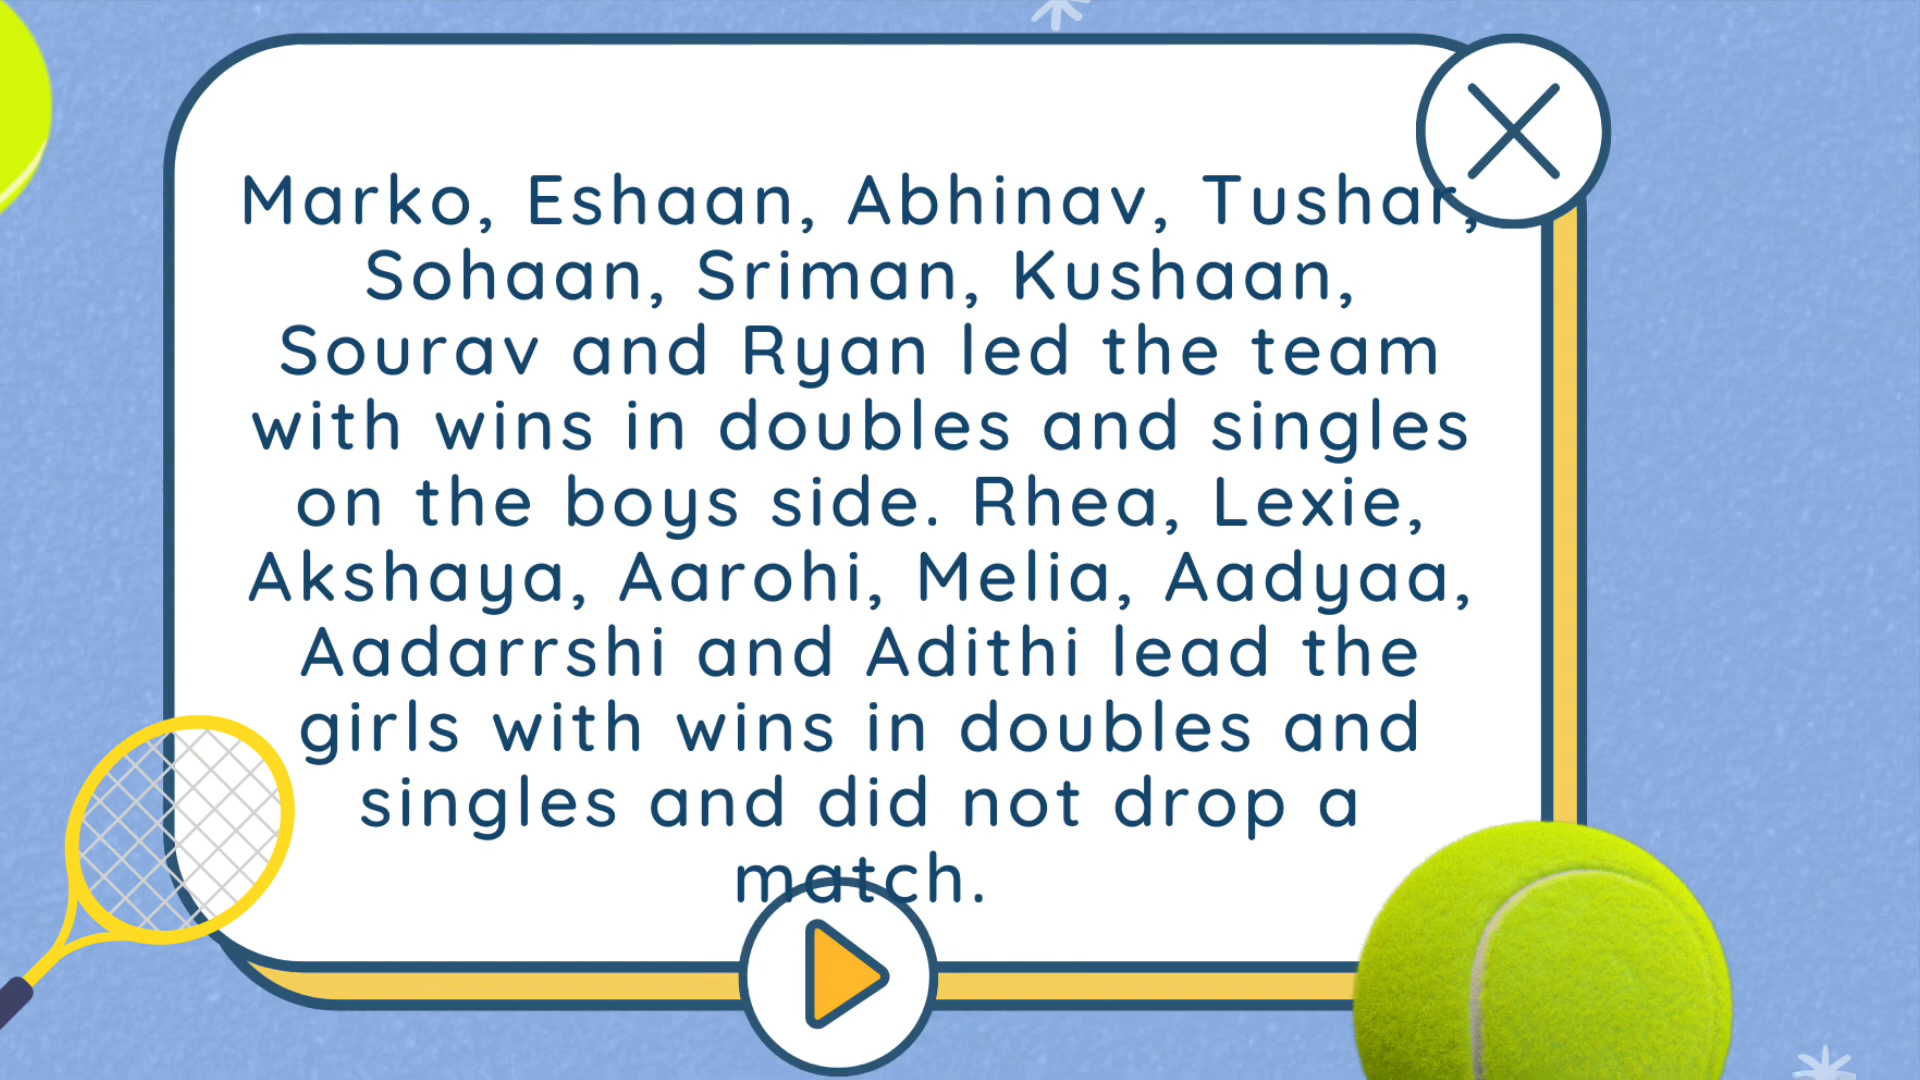 Marko, Eshaan, Abhinav, Tushar,
Sohaan, Sriman, Kushaan,
Sourav and Ryan led the team
with wins in doubles and singles
on the boys side. Rhea, Lexie,
Akshaya, Aarohi, Melia, Aadyaa,
Aadarrshi and Adithi lead the
girls with wins in doubles and
singles and did not drop a
match.